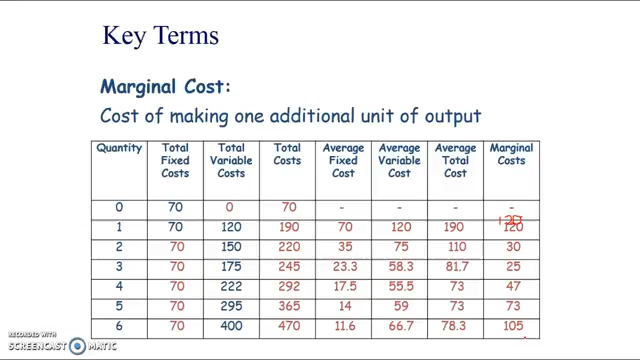 Key Terms
Marginal Cost:
Cost of making one additional unit of output
Quantity Total Fixed Costs Total Variable Costs Total Costs Average Fixed Cost Average Variable Cost Average Total Cost Marginal Costs
0 70 0 70 - - - -
120
1 70 120 190 70 120 190 120
2 70 150 220 35 75 110 30
3 70 175 245 23.3 58.3 81.7 25
4 70 222 292 17.5 55.5 73 47
5 70 295 365 14 59 73 73
6 70 400 470 11.6 66.7 78.3 105
RECORDED WITH
SCREENCAST MATIC